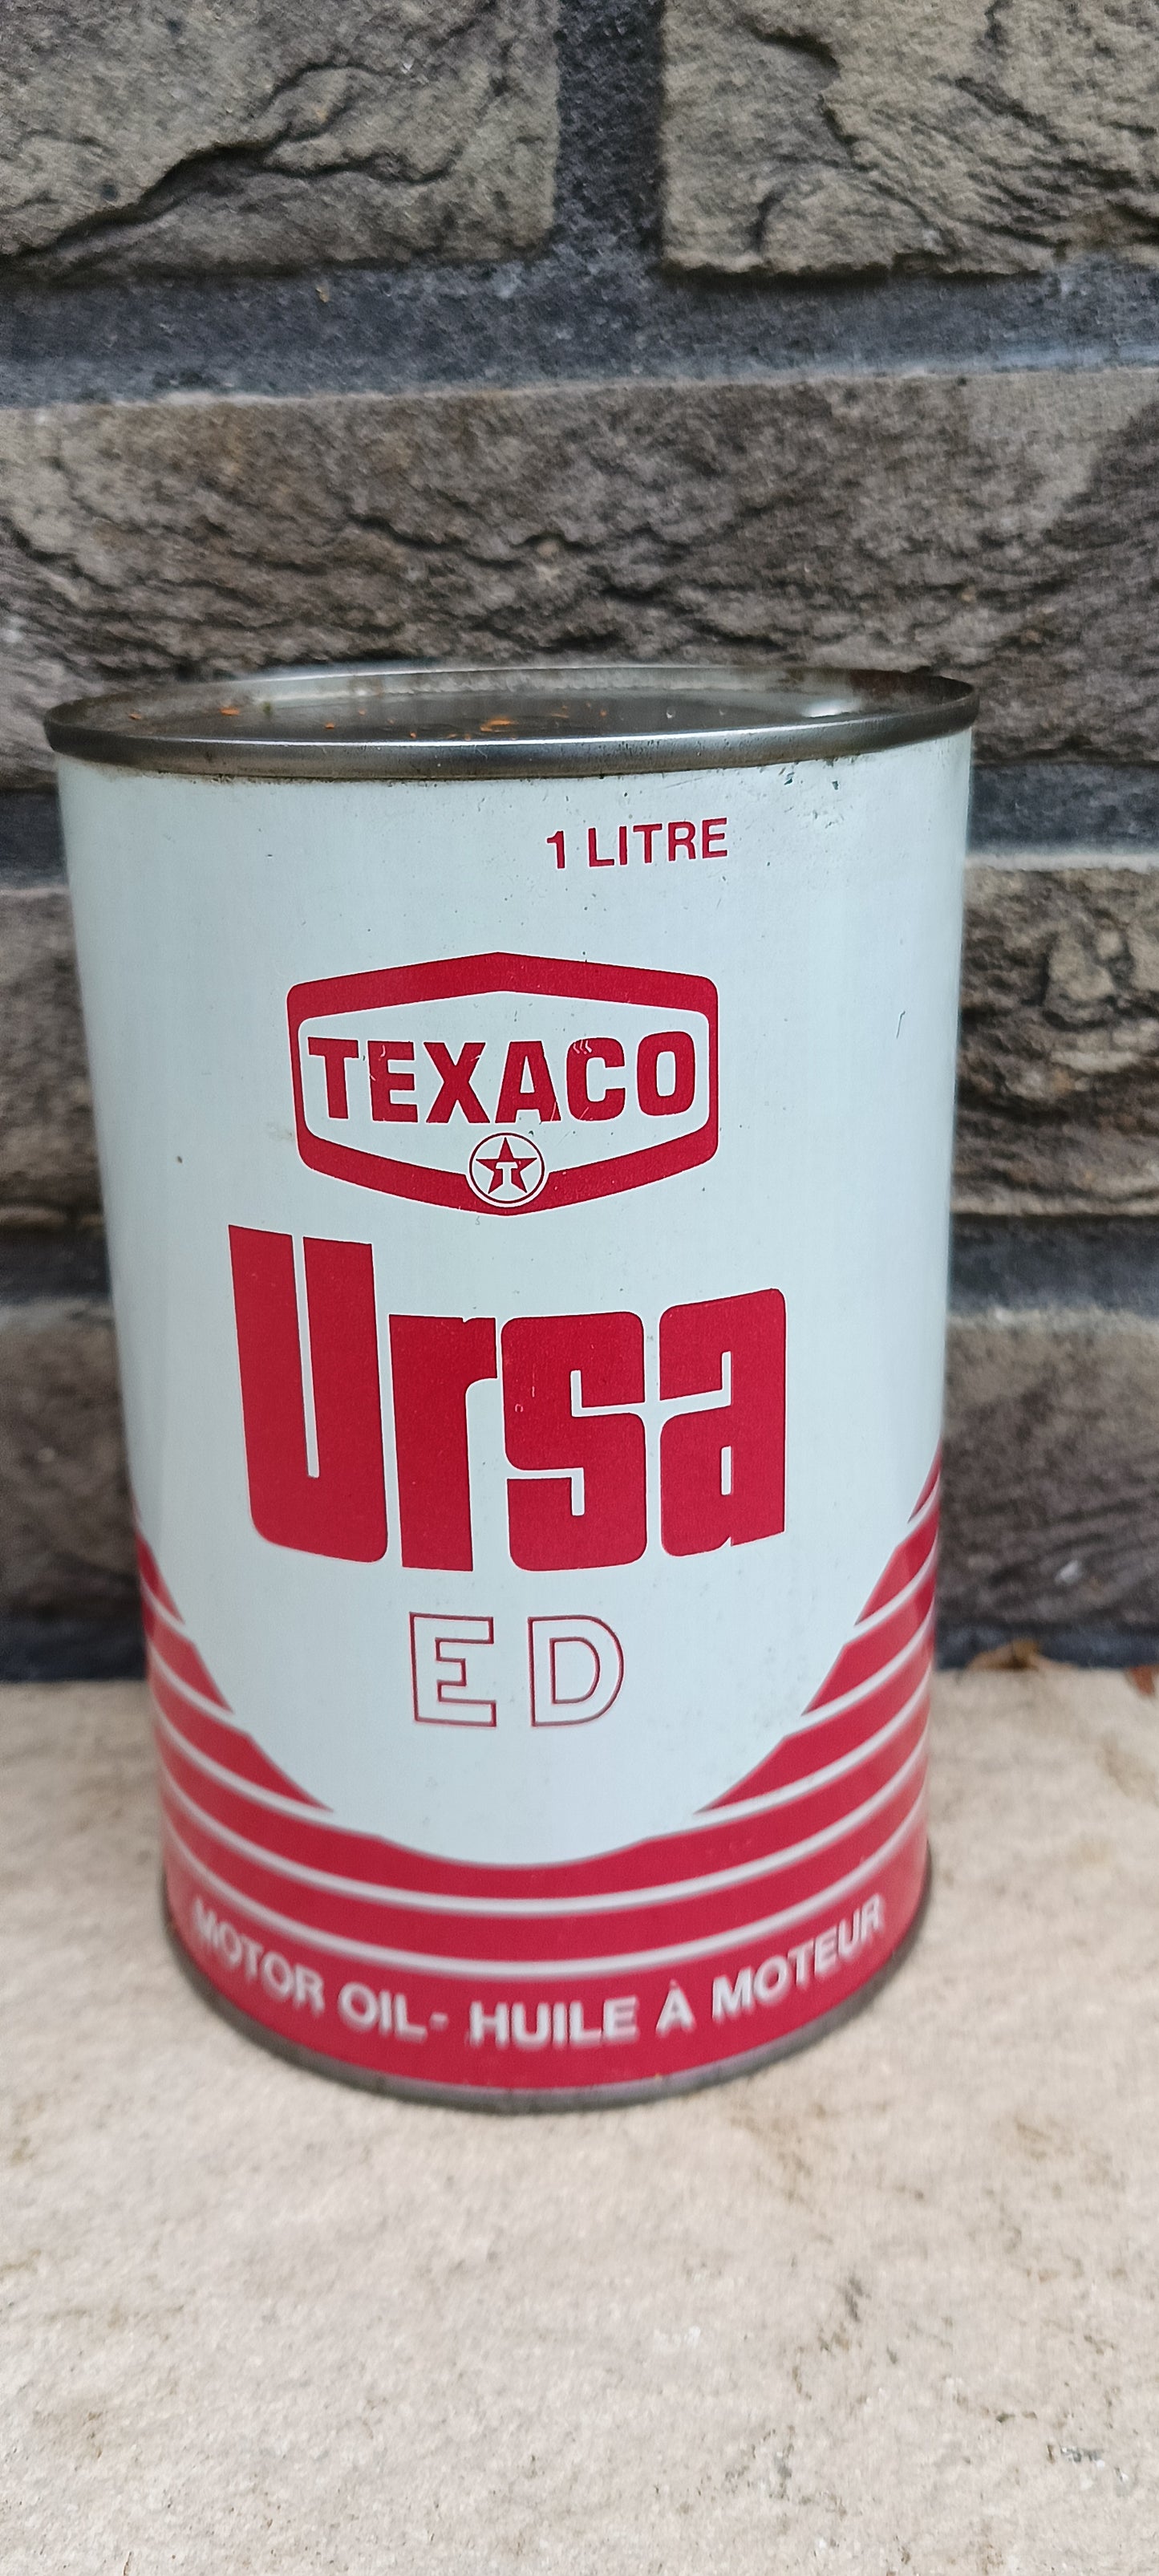 1 LITRE
TEXACO
T
Ursa
ED
MOTOR OIL - HUILE À MOTEUR